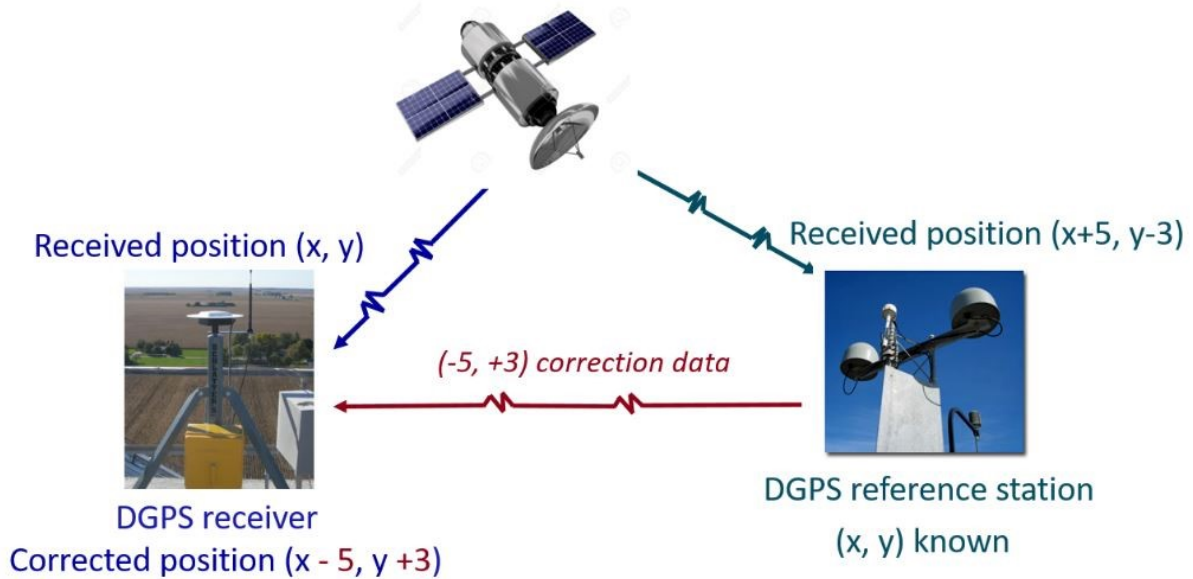 Received position (x, y)
Received position (x+5, y-3)
(-5, +3) correction data
DGPS receiver
Corrected position (x - 5, y +3)
DGPS reference station
(x, y) known